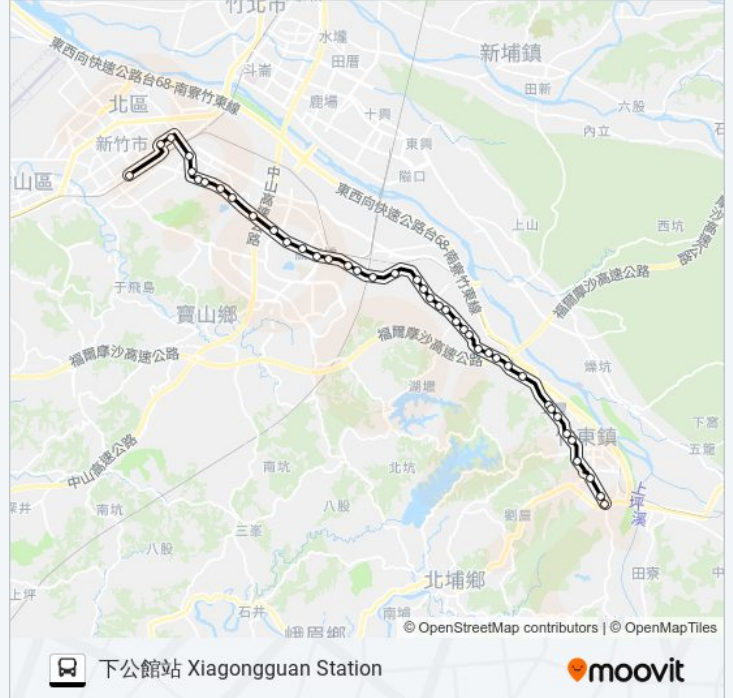 竹北市
水壠
田厝
新埔鎮
斗崙
東西向快速公路台68-南寮竹東線
田新
北區
鹿場
六股
十興
石
新竹市
東興
內立
山區
隘口
中山高速公路
東西向快速公路台68-南寮竹東線
上山
西坑
福爾摩沙高速公路
于飛島
福爾摩沙高速公路
寶山鄉
福爾摩沙高速公路
福爾摩沙高速公路
燥坑
湖壩
下窩
東鎮
五龍
中山高速公路
南坑
北坑
深井
南坑
八股
劉屋
上坪溪
三峯
八股
田寮
中
上坪
北埔鄉
石井
南埔
峨眉鄉
© OpenStreetMap contributors | © OpenMapTiles
下公館站 Xiagongguan Station
moovit